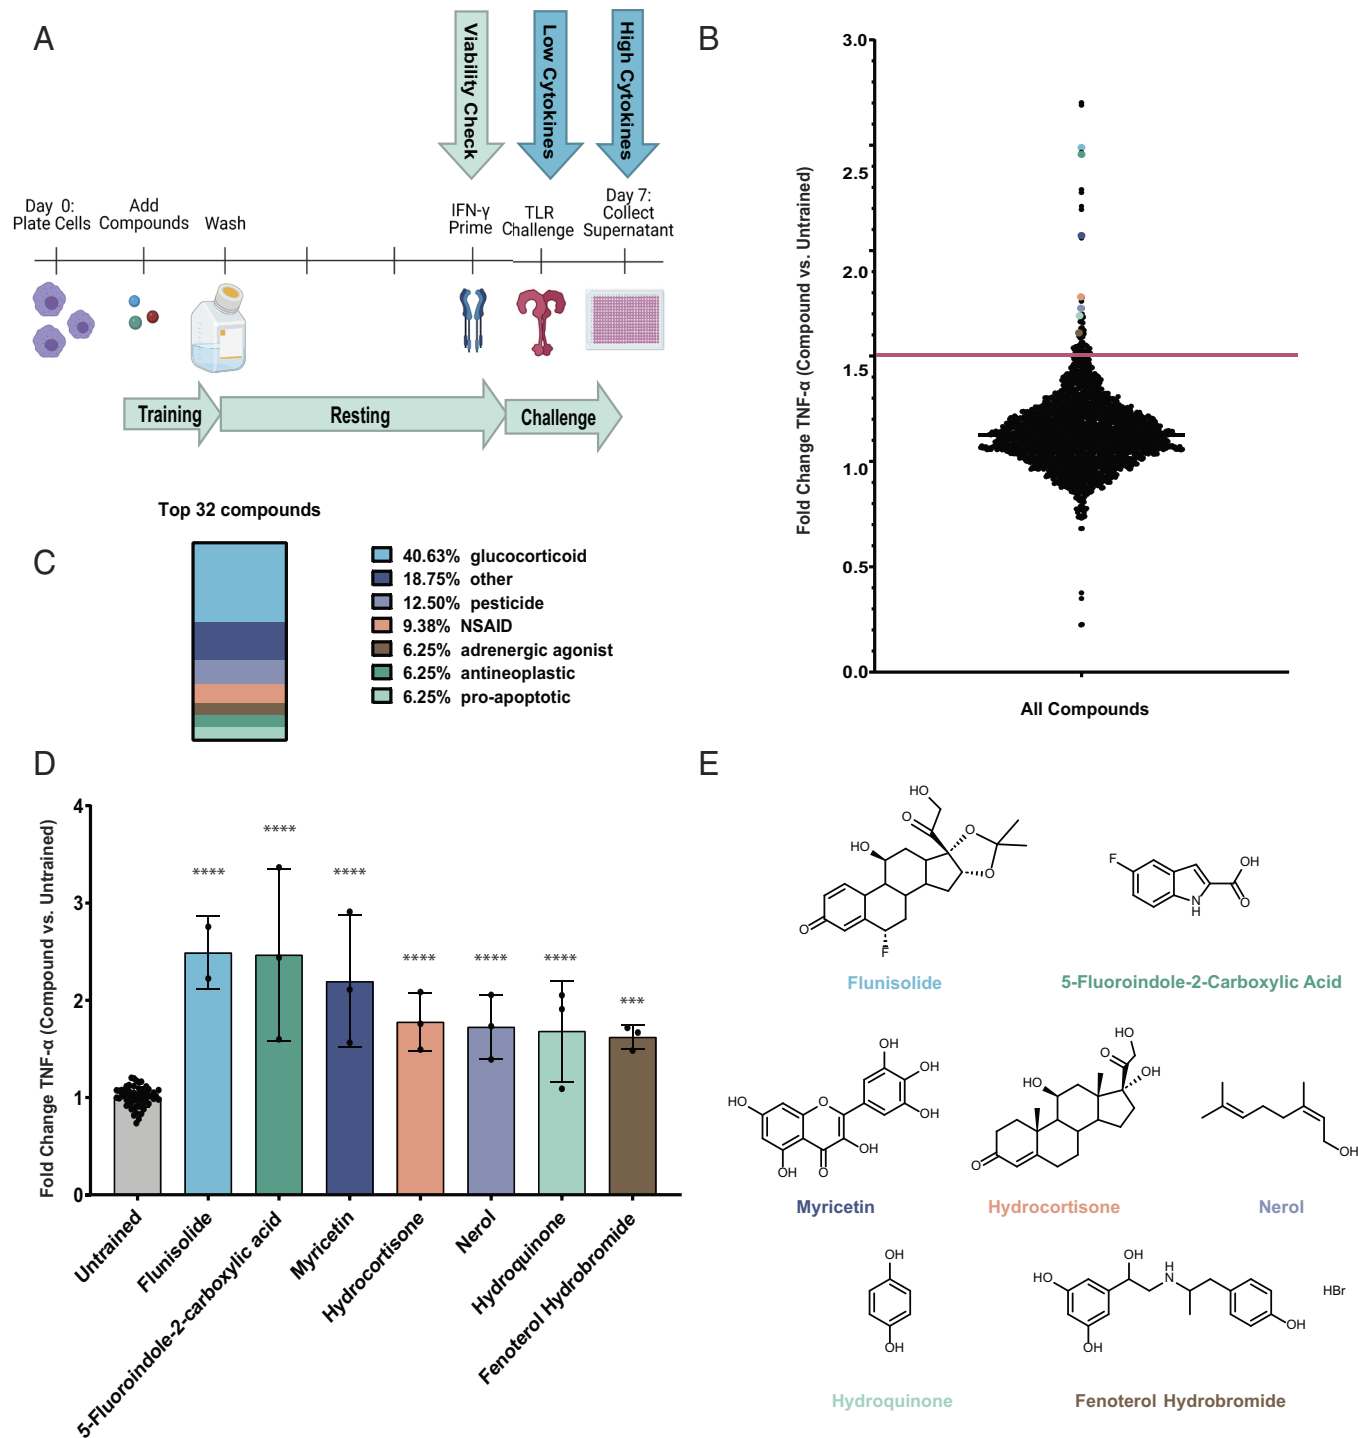 A
Viability Check
Low Cytokines
High Cytokines
Day 0:
Plate Cells
Add
Compounds
Wash
IFN-γ
Prime
TLR
Challenge
Day 7:
Collect
Supernatant
Training
Resting
Challenge
B
Fold Change TNF-α (Compound vs. Untrained)
3.0
2.5
2.0
1.5
1.0
0.5
0.0
All Compounds
C
Top 32 compounds
40.63% glucocorticoid
18.75% other
12.50% pesticide
9.38% NSAID
6.25% adrenergic agonist
6.25% antineoplastic
6.25% pro-apoptotic
D
Fold Change TNF-α (Compound vs. Untrained)
4
3
2
1
0
****
****
****
****
****
****
***
Untrained
Flunisolide
5-Fluoroindole-2-carboxylic acid
Myricetin
Hydrocortisone
Nerol
Hydroquinone
Fenoterol Hydrobromide
E
HO
O
HO
O
O
O
F
Flunisolide
F
N
H
OH
O
5-Fluoroindole-2-Carboxylic Acid
OH
OH
OH
HO
O
OH
OH
O
Myricetin
HO
O
OH
HO
O
Hydrocortisone
OH
Nerol
OH
OH
Hydroquinone
OH
HO
H
N
OH
OH
HBr
Fenoterol Hydrobromide